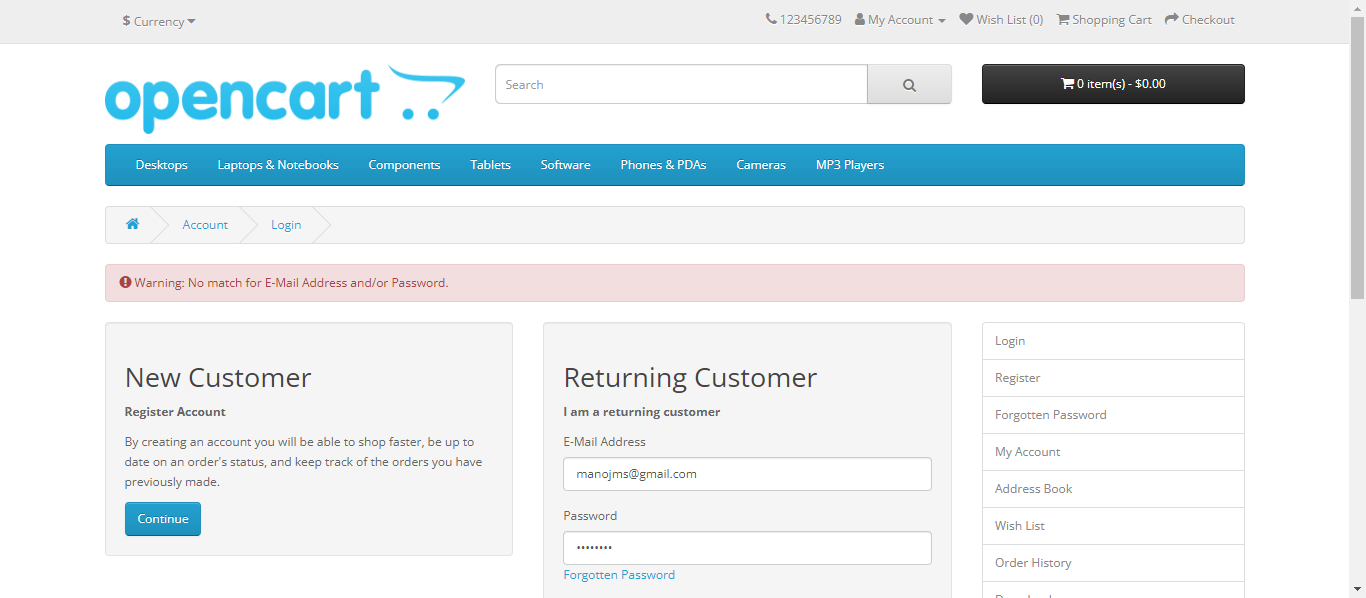 $ Currency
123456789 My Account Wish List (0) Shopping Cart Checkout
opencart
Search
0 item(s) - $0.00
Desktops Laptops & Notebooks Components Tablets Software Phones & PDAs Cameras MP3 Players
Account Login
Warning: No match for E-Mail Address and/or Password.
New Customer
Register Account
By creating an account you will be able to shop faster, be up to
date on an order's status, and keep track of the orders you have
previously made.
Continue
Returning Customer
I am a returning customer
E-Mail Address
manojms@gmail.com
Password
••••••••
Forgotten Password
Login
Register
Forgotten Password
My Account
Address Book
Wish List
Order History